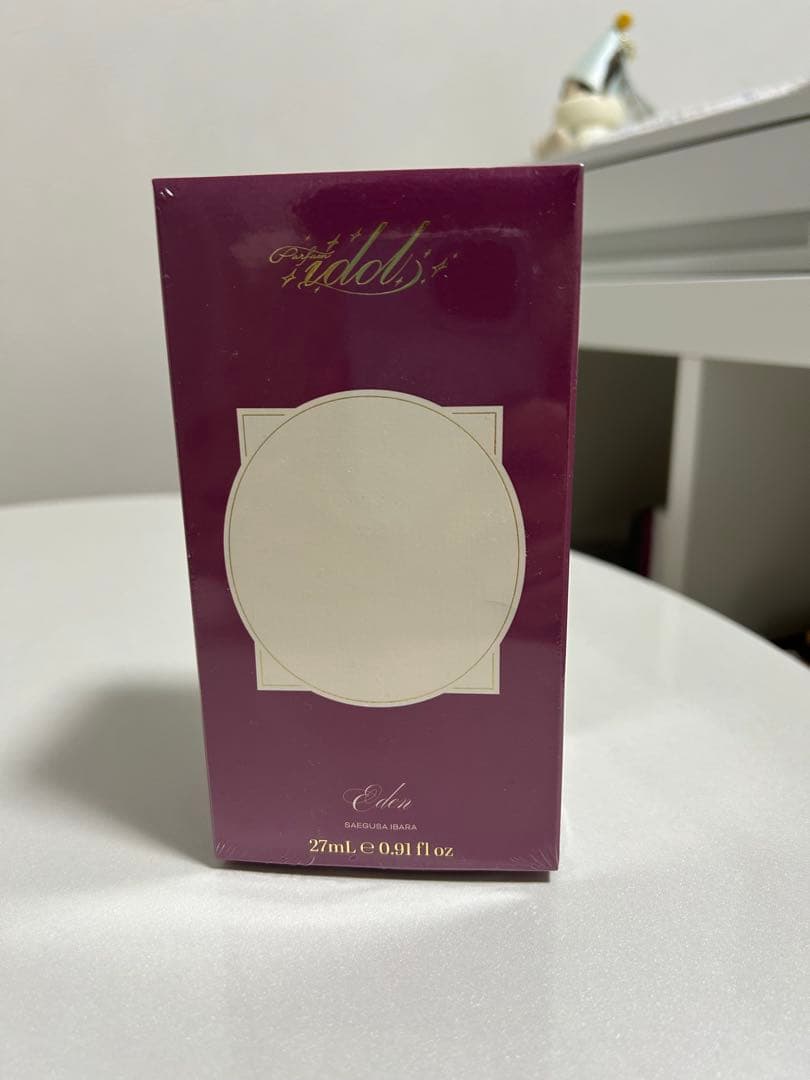 Parfum
idol
Eden
SAEGUSA IBARA
27mL ℮ 0.91 fl oz